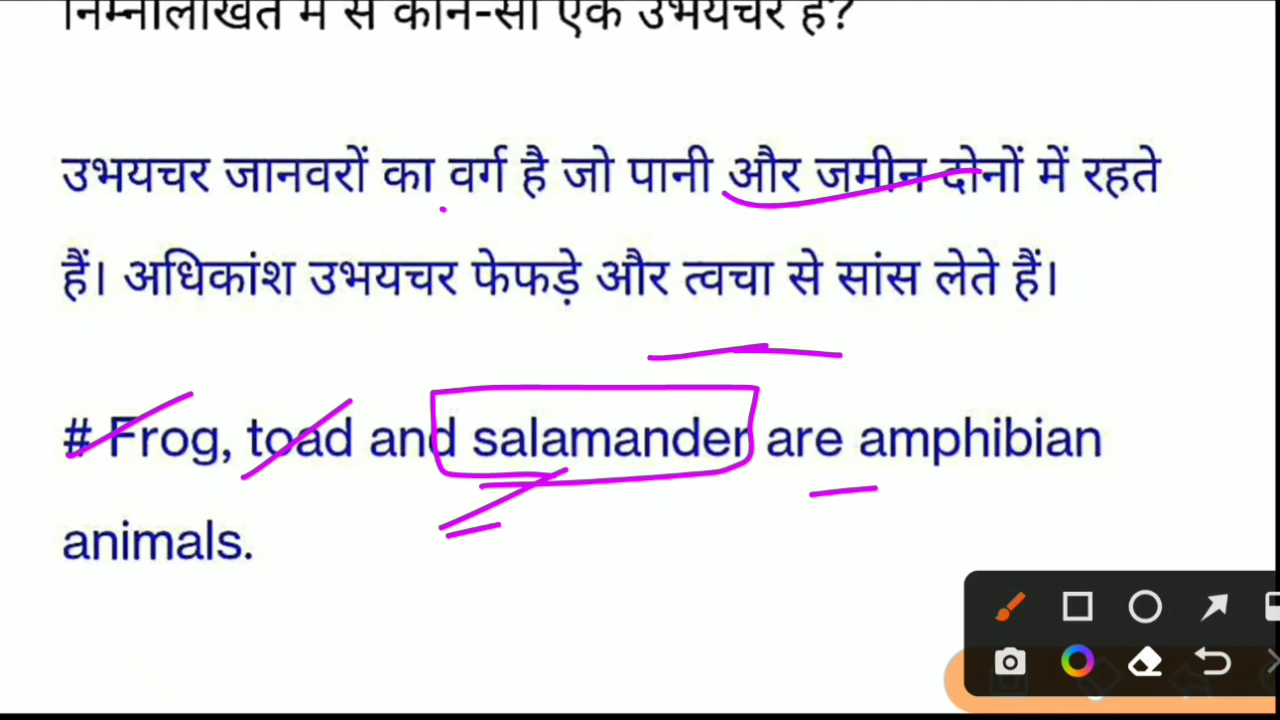 निम्नलिखित में से कौन-सा एक उभयचर है?
उभयचर जानवरों का वर्ग है जो पानी और जमीन दोनों में रहते
हैं। अधिकांश उभयचर फेफड़े और त्वचा से सांस लेते हैं।
# Frog, toad and salamander are amphibian
animals.